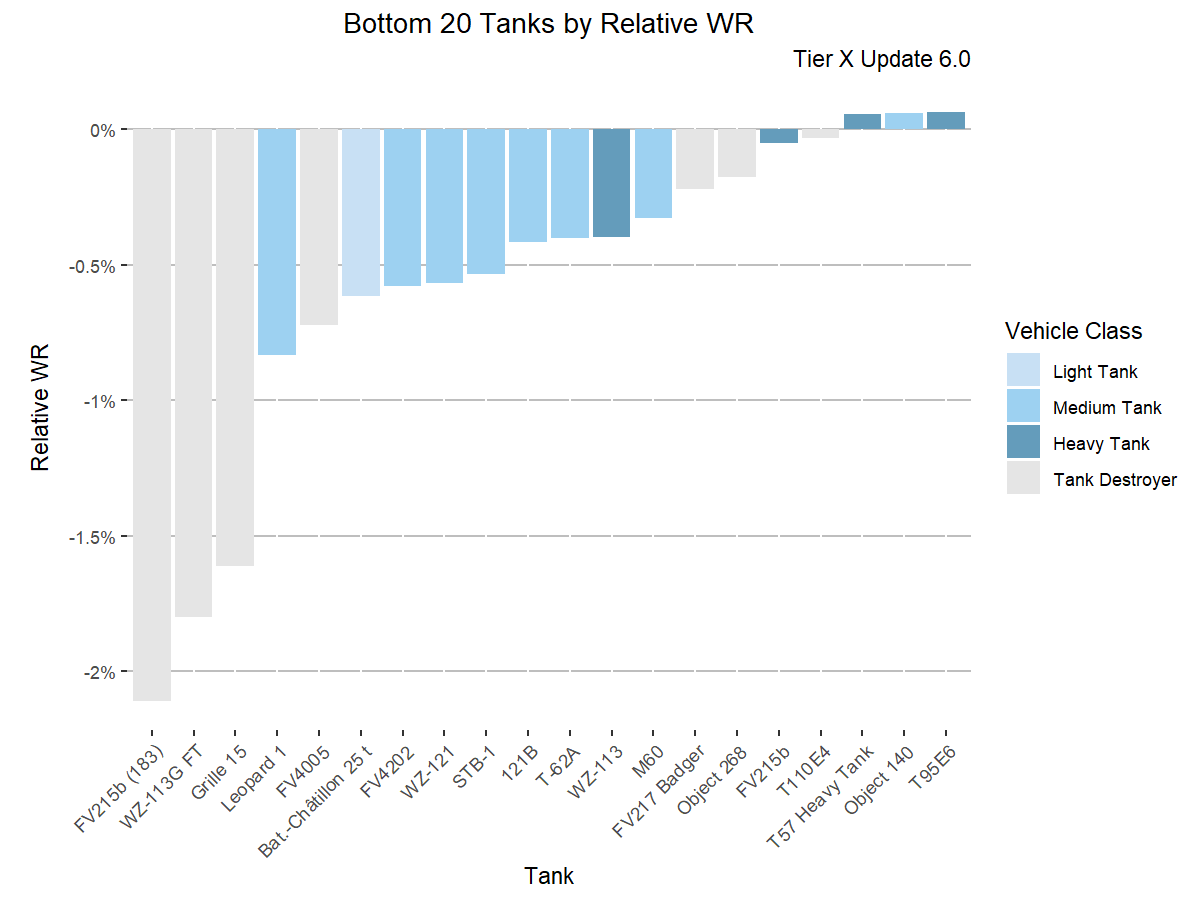 Bottom 20 Tanks by Relative WR
Tier X Update 6.0
0%
-0.5%
-1%
-1.5%
-2%
Relative WR
FV215b (183)
WZ-113G FT
Grille 15
Leopard 1
FV4005
Bat.-Châtillon 25 t
FV4202
WZ-121
STB-1
121B
T-62A
WZ-113
M60
FV217 Badger
Object 268
FV215b
T110E4
T57 Heavy Tank
Object 140
T95E6
Tank
Vehicle Class
Light Tank
Medium Tank
Heavy Tank
Tank Destroyer